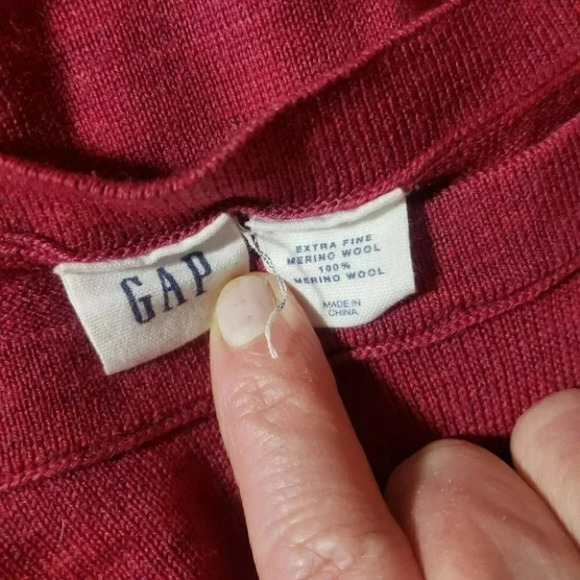 GAP
EXTRA FINE
MERINO WOOL
100%
MERINO WOOL
MADE IN
CHINA